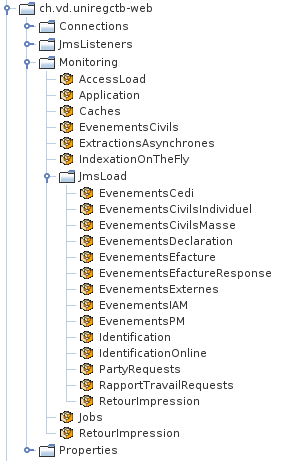 ch.vd.uniregctb-web
Connections
JmsListeners
Monitoring
AccessLoad
Application
Caches
EvenementsCivils
ExtractionsAsynchrones
IndexationOnTheFly
JmsLoad
EvenementsCedi
EvenementsCivilsIndividuel
EvenementsCivilsMasse
EvenementsDeclaration
EvenementsEfacture
EvenementsEfactureResponse
EvenementsExternes
EvenementsIAM
EvenementsPM
Identification
IdentificationOnline
PartyRequests
RapportTravailRequests
RetourImpression
Jobs
RetourImpression
Properties